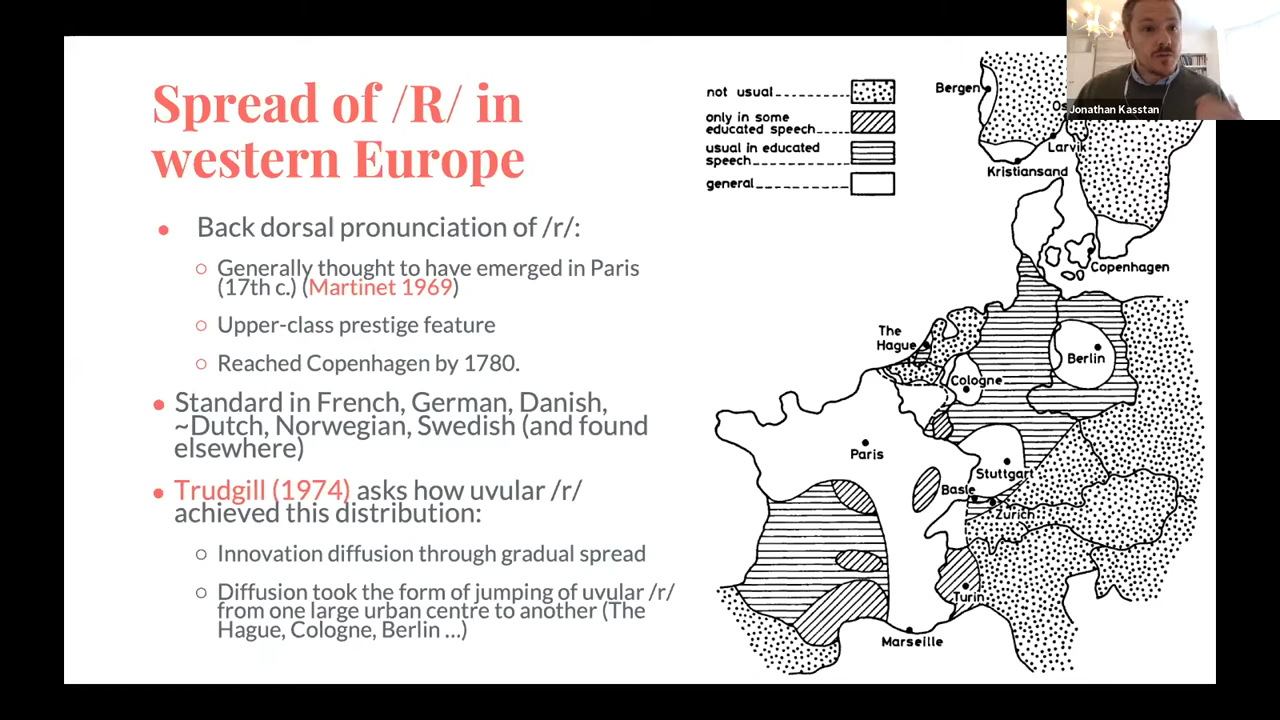 Spread of /R/ in
western Europe
● Back dorsal pronunciation of /r/:
○ Generally thought to have emerged in Paris
(17th c.) (Martinet 1969)
○ Upper-class prestige feature
○ Reached Copenhagen by 1780.
● Standard in French, German, Danish,
~Dutch, Norwegian, Swedish (and found
elsewhere)
● Trudgill (1974) asks how uvular /r/
achieved this distribution:
○ Innovation diffusion through gradual spread
○ Diffusion took the form of jumping of uvular /r/
from one large urban centre to another (The
Hague, Cologne, Berlin ...)
not usual
only in some
educated speech
usual in educated
speech
general
Bergen
Larvik
Kristiansand
Copenhagen
The
Hague
Berlin
Cologne
Paris
Stuttgart
Basle
Zurich
Turin
Marseille
Jonathan Kasstan